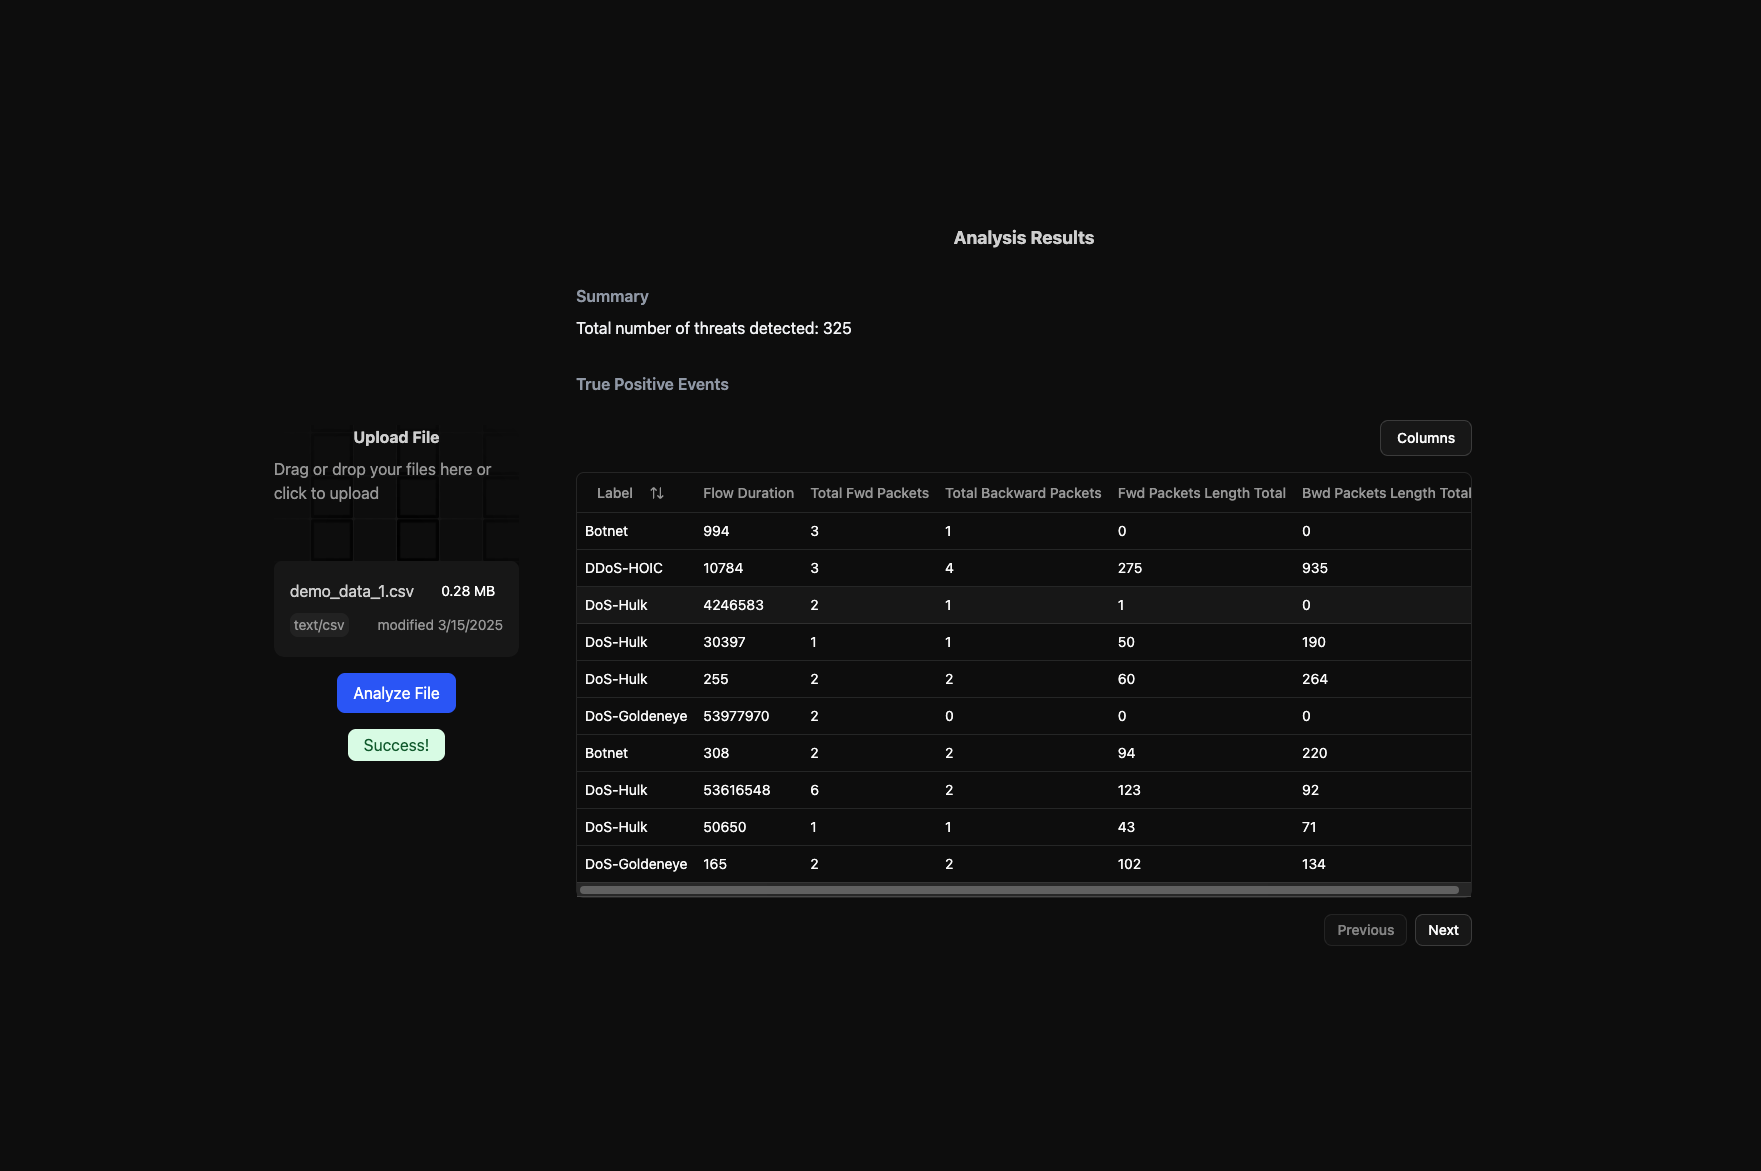 Analysis Results
Summary
Total number of threats detected: 325
True Positive Events
Upload File
Drag or drop your files here or
click to upload
demo_data_1.csv 0.28 MB
text/csv modified 3/15/2025
Analyze File
Success!
Columns
Label Flow Duration Total Fwd Packets Total Backward Packets Fwd Packets Length Total Bwd Packets Length Total
Botnet 994 3 1 0 0
DDoS-HOIC 10784 3 4 275 935
DoS-Hulk 4246583 2 1 1 0
DoS-Hulk 30397 1 1 50 190
DoS-Hulk 255 2 2 60 264
DoS-Goldeneye 53977970 2 0 0 0
Botnet 308 2 2 94 220
DoS-Hulk 53616548 6 2 123 92
DoS-Hulk 50650 1 1 43 71
DoS-Goldeneye 165 2 2 102 134
Previous Next